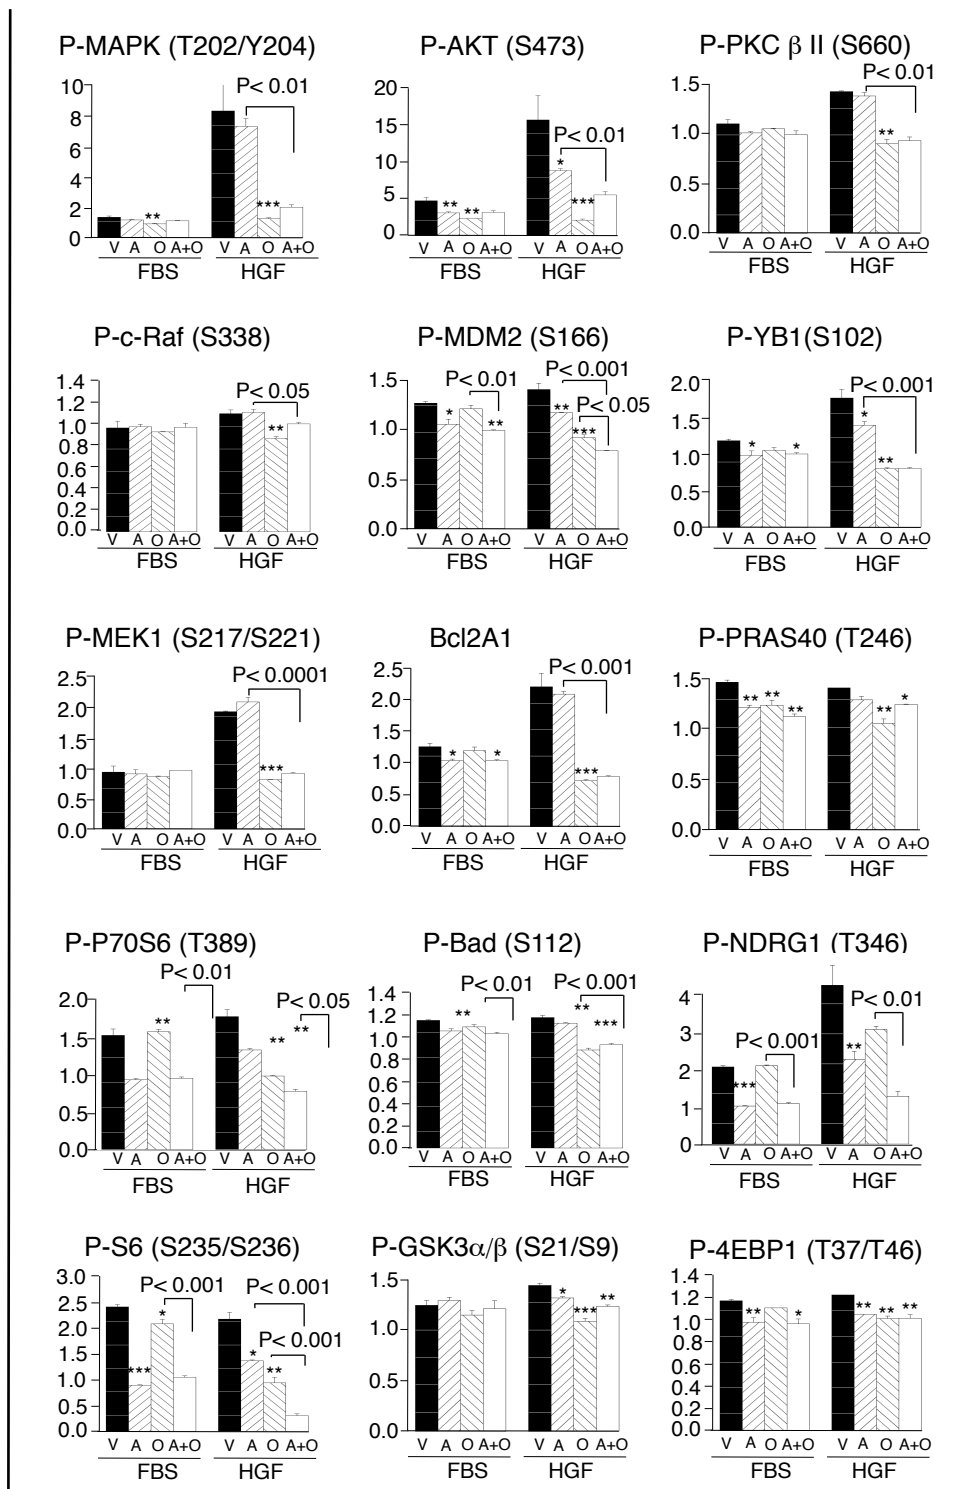 P-MAPK (T202/Y204)
P< 0.01
10
8
6
4
2
0
**
***
V A O A+O V A O A+O
FBS HGF
P-AKT (S473)
P< 0.01
20
15
10
5
0
** ** * ***
V A O A+O V A O A+O
FBS HGF
P-PKC β II (S660)
P< 0.01
1.5
1.0
0.5
0.0
**
V A O A+O V A O A+O
FBS HGF
P-c-Raf (S338)
P< 0.05
1.4
1.2
1.0
0.8
0.6
0.4
0.2
0.0
**
V A O A+O V A O A+O
FBS HGF
P-MDM2 (S166)
P< 0.001
P< 0.01
P< 0.05
1.5
1.0
0.5
0.0
* ** ** ***
V A O A+O V A O A+O
FBS HGF
P-YB1(S102)
P< 0.001
2.0
1.5
1.0
0.5
0.0
* * * **
V A O A+O V A O A+O
FBS HGF
P-MEK1 (S217/S221)
P< 0.0001
2.5
2.0
1.5
1.0
0.5
0.0
***
V A O A+O V A O A+O
FBS HGF
Bcl2A1
P< 0.001
2.5
2.0
1.5
1.0
0.5
0.0
* * ***
V A O A+O V A O A+O
FBS HGF
P-PRAS40 (T246)
1.5
1.0
0.5
0.0
** ** ** ** *
V A O A+O V A O A+O
FBS HGF
P-P70S6 (T389)
P< 0.01
P< 0.05
2.0
1.5
1.0
0.5
0.0
** ** **
V A O A+O V A O A+O
FBS HGF
P-Bad (S112)
P< 0.01
P< 0.001
1.4
1.2
1.0
0.8
0.6
0.4
0.2
0.0
** ** ***
V A O A+O V A O A+O
FBS HGF
P-NDRG1 (T346)
P< 0.01
P< 0.001
4
3
2
1
0
*** **
V A O A+O V A O A+O
FBS HGF
P-S6 (S235/S236)
P< 0.001
P< 0.001
P< 0.001
3.0
2.5
2.0
1.5
1.0
0.5
0.0
*** * * **
V A O A+O V A O A+O
FBS HGF
P-GSK3α/β (S21/S9)
1.5
1.0
0.5
0.0
* *** **
V A O A+O V A O A+O
FBS HGF
P-4EBP1 (T37/T46)
1.4
1.2
1.0
0.8
0.6
0.4
0.2
0.0
** * ** ** **
V A O A+O V A O A+O
FBS HGF